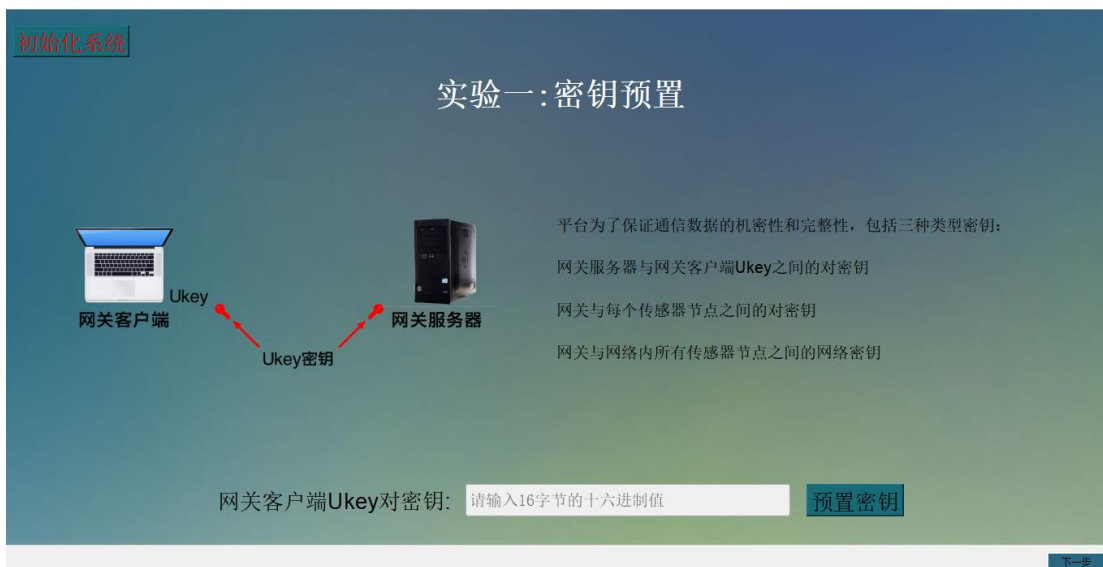 初始化系统
实验一:密钥预置
平台为了保证通信数据的机密性和完整性，包括三种类型密钥：
网关服务器与网关客户端Ukey之间的对密钥
网关与每个传感器节点之间的对密钥
网关与网络内所有传感器节点之间的网络密钥
Ukey
网关客户端
网关服务器
Ukey密钥
网关客户端Ukey对密钥:
请输入16字节的十六进制值
预置密钥
下一步